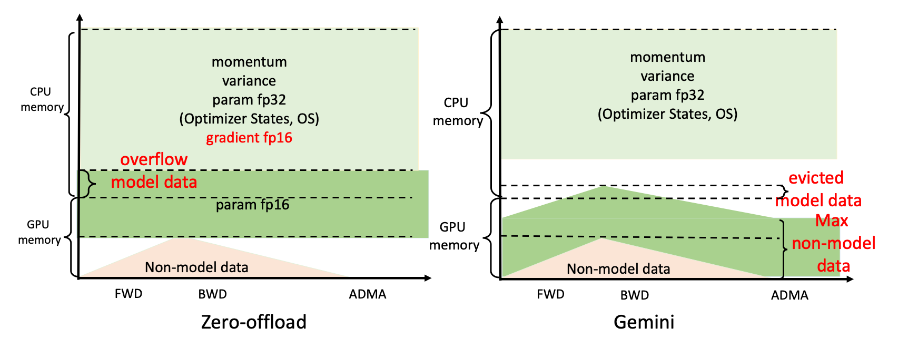 CPU
memory
momentum
variance
param fp32
(Optimizer States, OS)
gradient fp16
overflow
model data
param fp16
GPU
memory
Non-model data
FWD
BWD
ADMA
Zero-offload
CPU
memory
momentum
variance
param fp32
(Optimizer States, OS)
evicted
model data
GPU
memory
Max
non-model
data
Non-model data
FWD
BWD
ADMA
Gemini